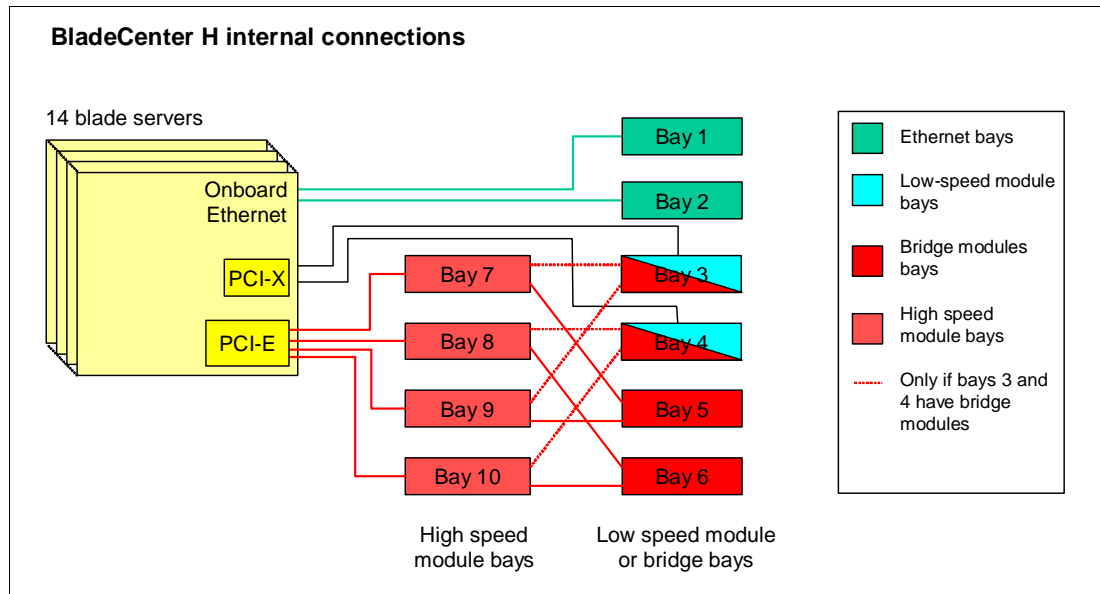 BladeCenter H internal connections
14 blade servers
Onboard
Ethernet
PCI-X
PCI-E
Bay 7
Bay 8
Bay 9
Bay 10
High speed
module bays
Bay 1
Bay 2
Bay 3
Bay 4
Bay 5
Bay 6
Low speed module
or bridge bays
Ethernet bays
Low-speed module
bays
Bridge modules
bays
High speed
module bays
Only if bays 3 and
4 have bridge
modules